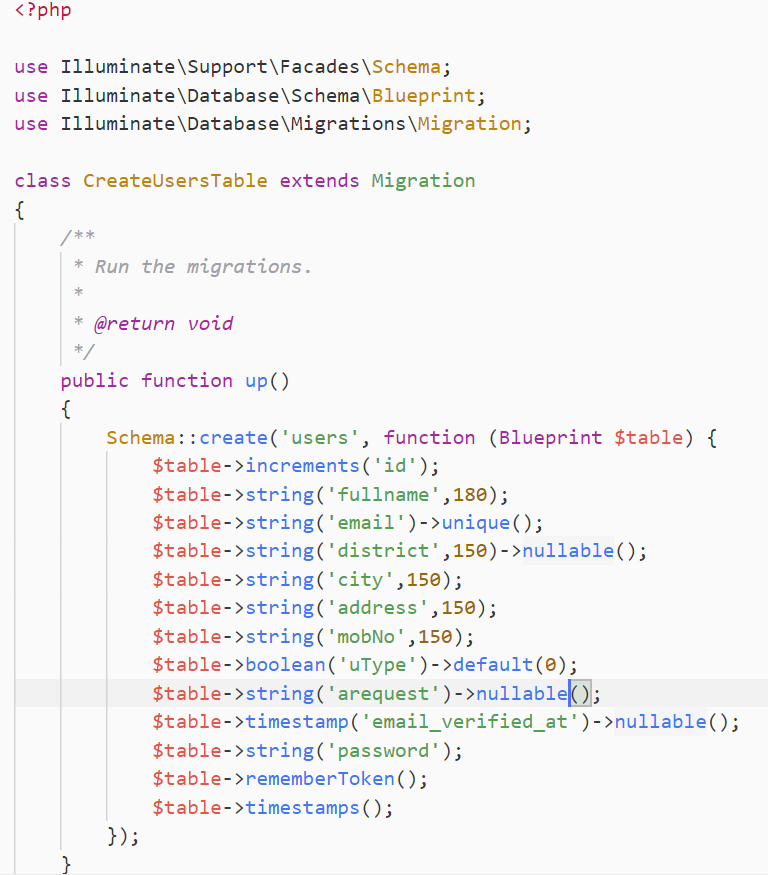 <?php
use Illuminate\Support\Facades\Schema;
use Illuminate\Database\Schema\Blueprint;
use Illuminate\Database\Migrations\Migration;
class CreateUsersTable extends Migration
{
    /**
     * Run the migrations.
     *
     * @return void
     */
    public function up()
    {
        Schema::create('users', function (Blueprint $table) {
            $table->increments('id');
            $table->string('fullname',180);
            $table->string('email')->unique();
            $table->string('district',150)->nullable();
            $table->string('city',150);
            $table->string('address',150);
            $table->string('mobNo',150);
            $table->boolean('uType')->default(0);
            $table->string('arequest')->nullable();
            $table->timestamp('email_verified_at')->nullable();
            $table->string('password');
            $table->rememberToken();
            $table->timestamps();
        });
    }